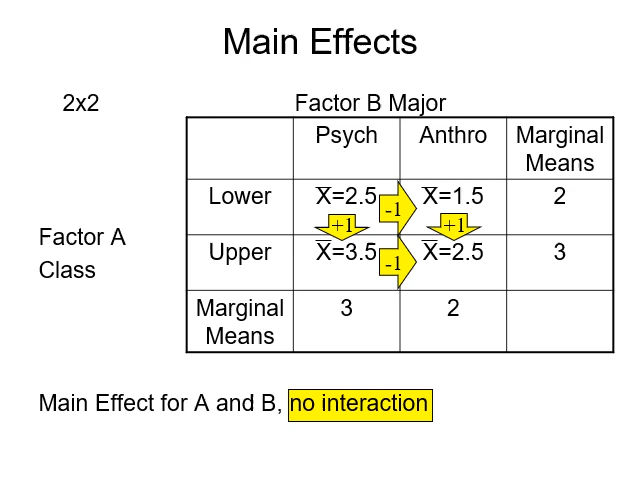 Main Effects
2x2 Factor B Major
Psych Anthro Marginal Means
Lower X̅=2.5 -1 X̅=1.5 2
+1 +1
Factor A Class
Upper X̅=3.5 -1 X̅=2.5 3
Marginal Means 3 2
Main Effect for A and B, no interaction